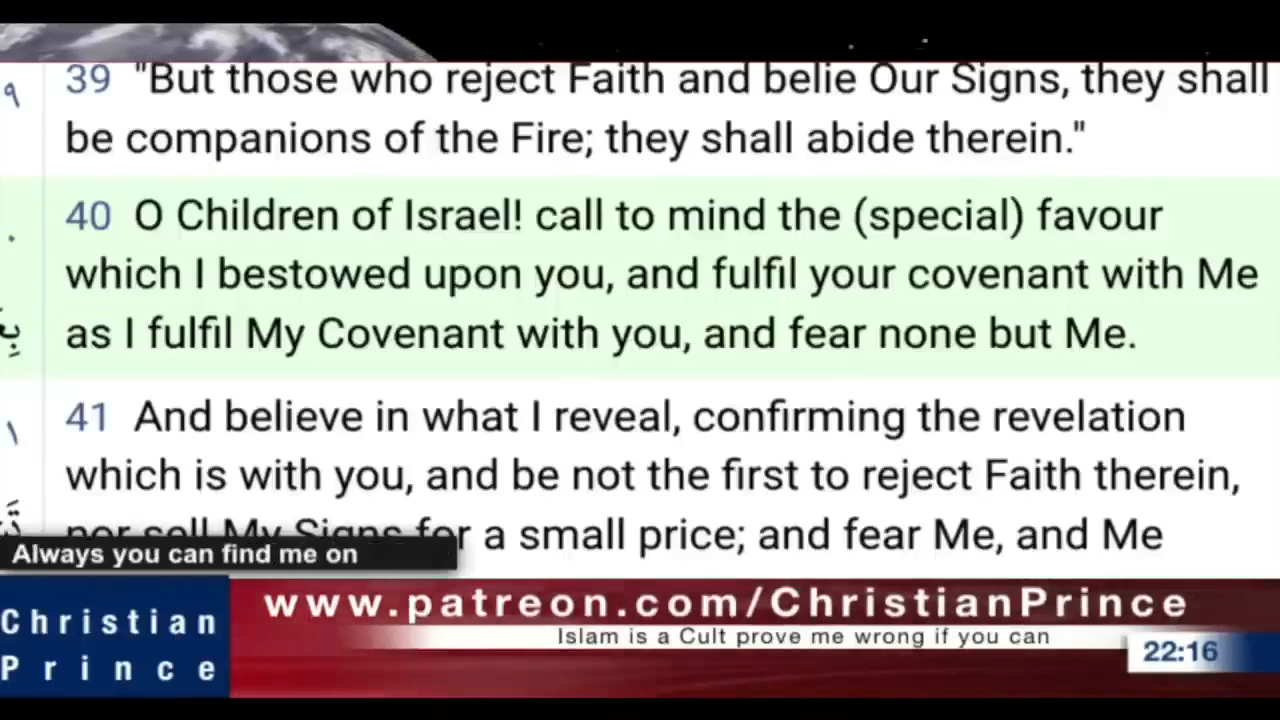 39 "But those who reject Faith and belie Our Signs, they shall
be companions of the Fire; they shall abide therein."
40 O Children of Israel! call to mind the (special) favour
which I bestowed upon you, and fulfil your covenant with Me
as I fulfil My Covenant with you, and fear none but Me.
41 And believe in what I reveal, confirming the revelation
which is with you, and be not the first to reject Faith therein,
nor sell My Signs for a small price; and fear Me, and Me
Always you can find me on
Christian
Prince
www.patreon.com/ChristianPrince
Islam is a Cult prove me wrong if you can
22:16